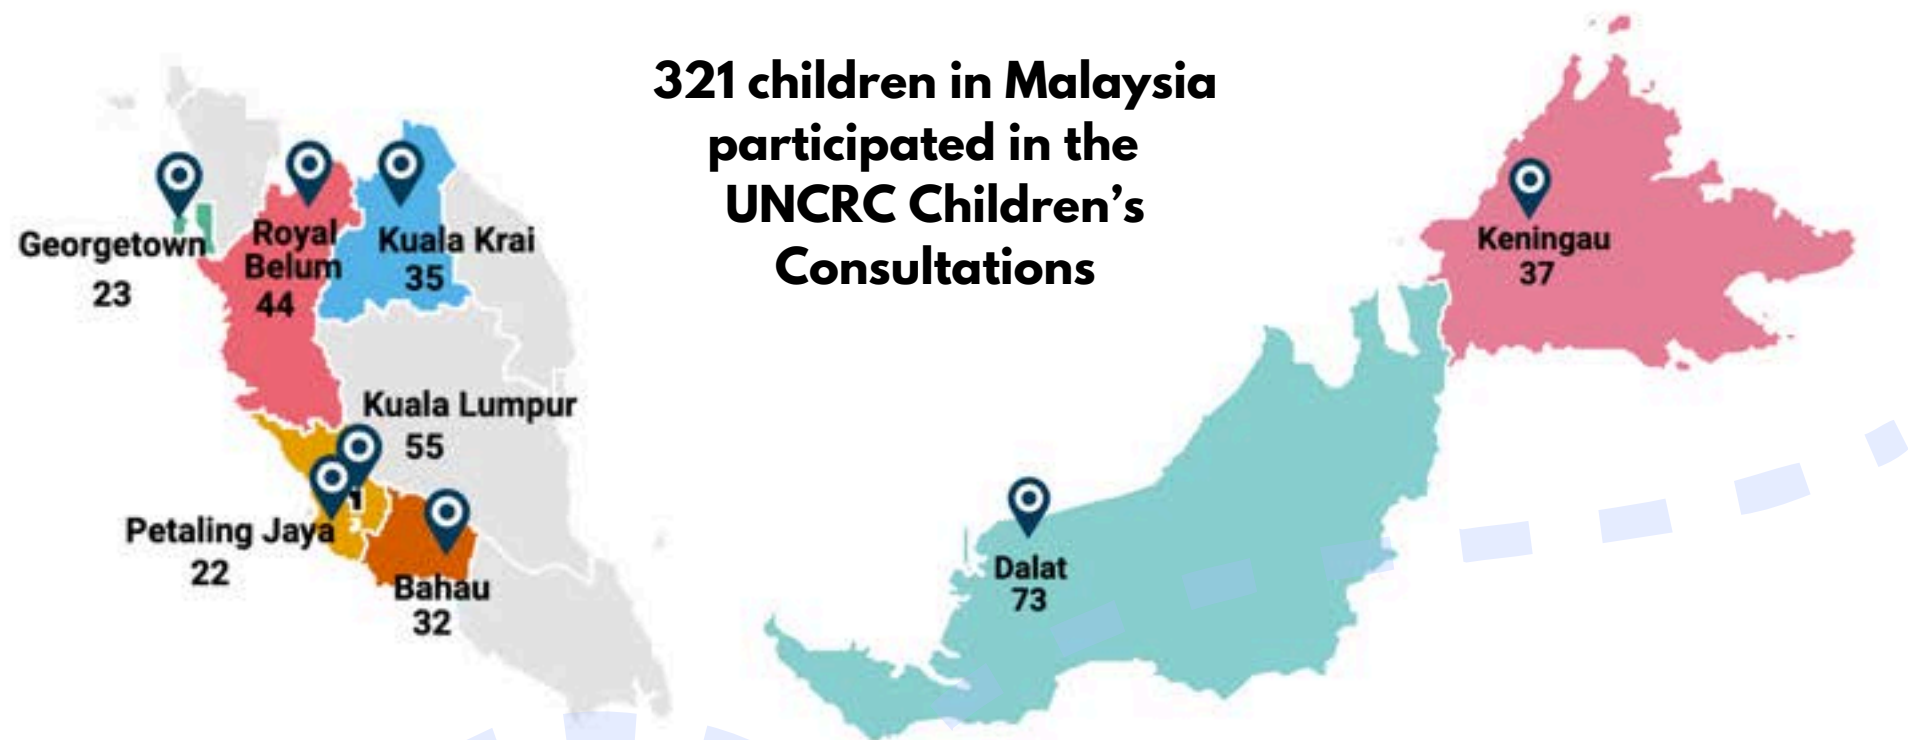 321 children in Malaysia
participated in the
UNCRC Children's
Consultations
Georgetown
23
Royal
Belum
44
Kuala Krai
35
Kuala Lumpur
55
Petaling Jaya
22
Bahau
32
Dalat
73
Keningau
37